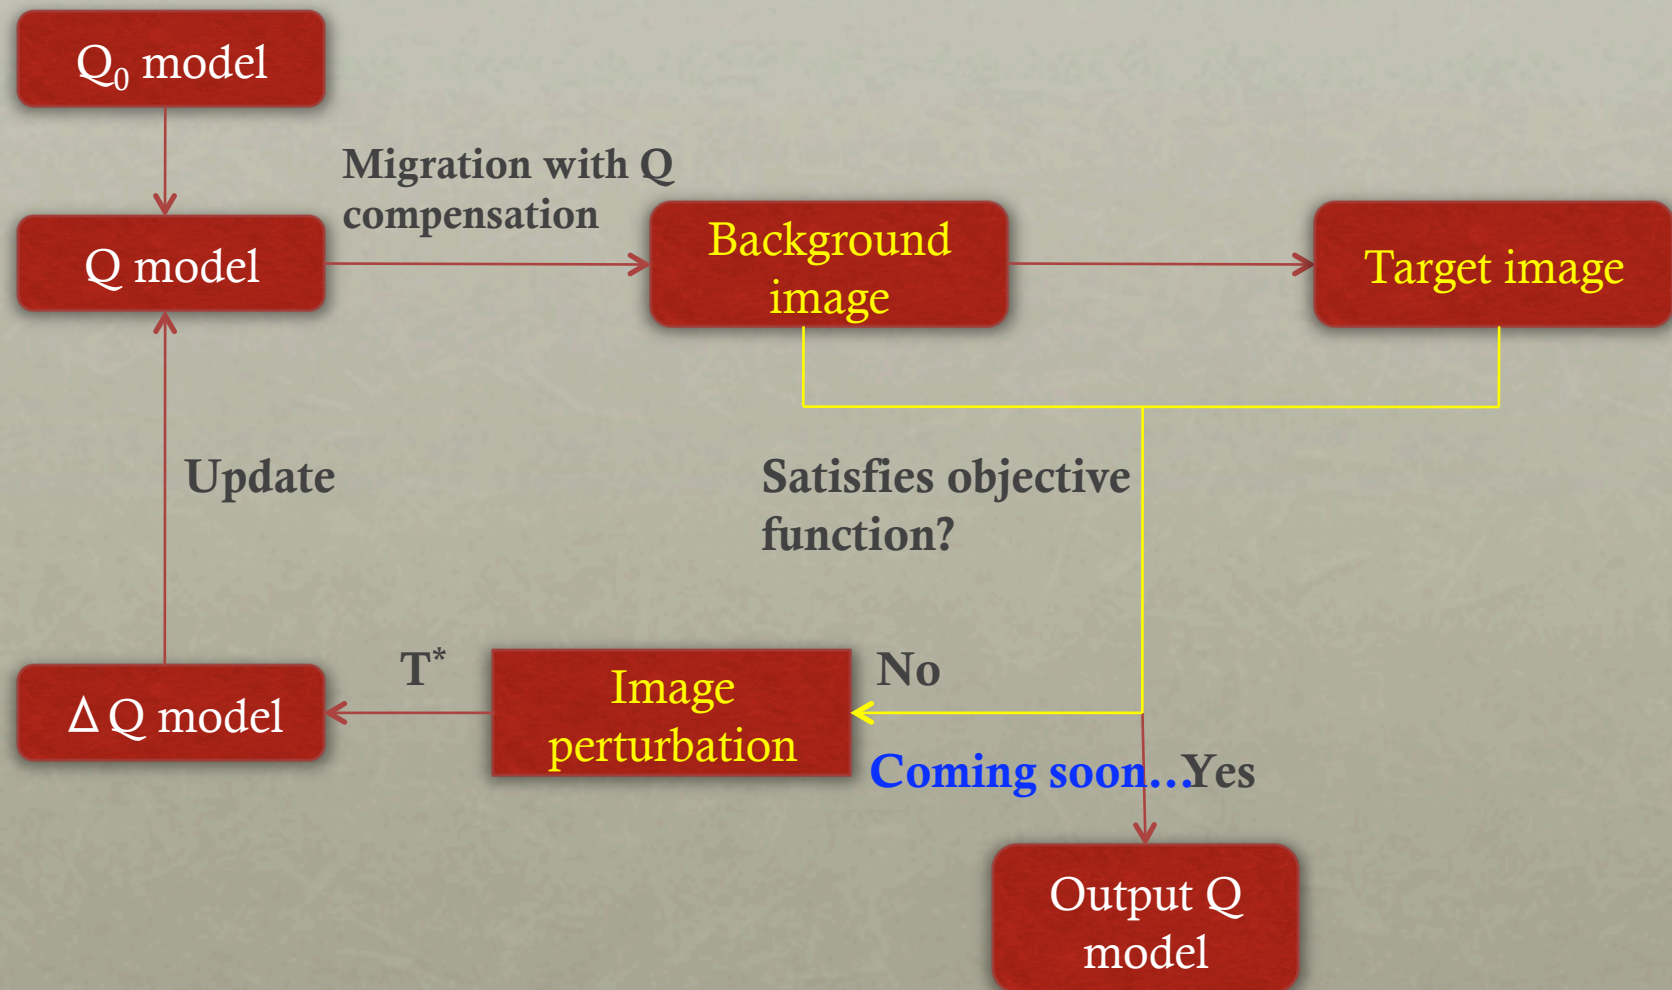 Q₀ model
Migration with Q
compensation
Q model
Background
image
Target image
Update
Satisfies objective
function?
T*
No
Δ Q model
Image
perturbation
Coming soon...
Yes
Output Q
model